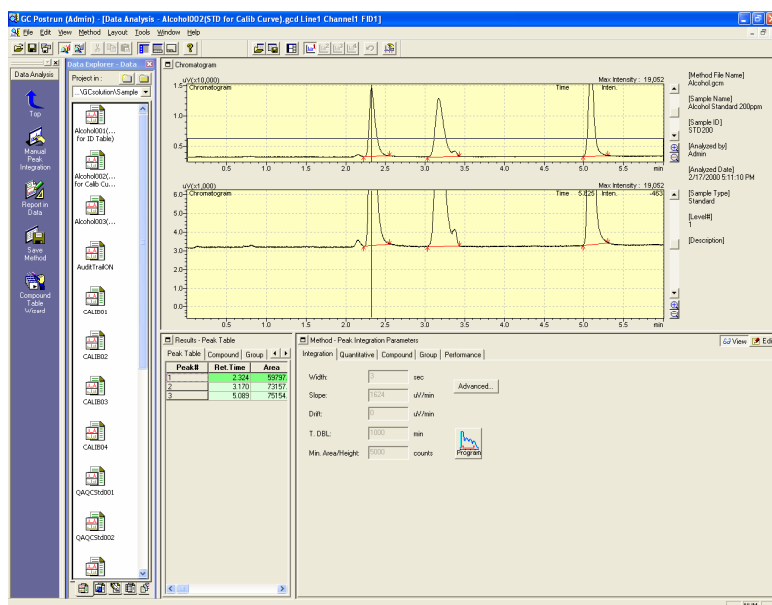 GC Postrun (Admin) - [Data Analysis - Alcohol002(STD for Calib Curve).gcd Line1 Channel1 FID1]
File Edit View Method Layout Tools Window Help
Data Analysis
Top
Manual
Peak
Integration
Report in
Data
Save
Method
Compound
Table
Wizard
Data Explorer - Data
Project in :
...\GCsolution\Sample
Alcohol001(...
for ID Table)
Alcohol002(...
for Calib Cu...
Alcohol003(...
AuditTrailON
CALIB01
CALIB02
CALIB03
CALIB04
QAQCStd001
QAQCStd002
Chromatogram
uV(x10,000)
Max Intensity : 19,052
Chromatogram
Time Inten.
1.5
1.0
0.5
0.5 1.0 1.5 2.0 2.5 3.0 3.5 4.0 4.5 5.0 5.5 min
uV(x1,000)
Max Intensity : 19,052
Chromatogram
Time 5.825 Inten. -463
6.0
5.0
4.0
3.0
2.0
1.0
0.0
0.5 1.0 1.5 2.0 2.5 3.0 3.5 4.0 4.5 5.0 5.5 min
[Method File Name]
Alcohol.gcm
[Sample Name]
Alcohol Standard 200ppm
[Sample ID]
STD200
[Analyzed by]
Admin
[Analyzed Date]
2/17/2000 5:11:10 PM
[Sample Type]
Standard
[Level#]
1
[Description]
Results - Peak Table
Peak Table Compound Group
Peak# Ret.Time Area
1 2.324 59797.
2 3.170 73157.
3 5.089 75154.
Method - Peak Integration Parameters
View Edi
Integration Quantitative Compound Group Performance
Width: 3 sec
Advanced...
Slope: 1624 uV/min
Drift: 0 uV/min
T. DBL: 1000 min
Program
Min. Area/Height: 5000 counts